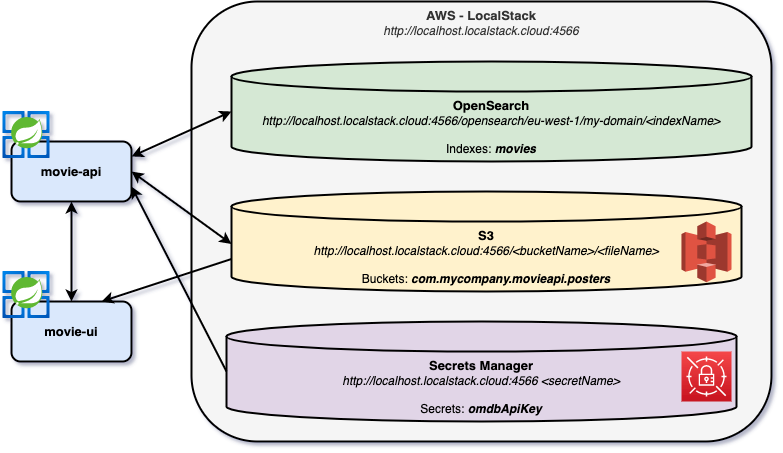 AWS - LocalStack
http://localhost.localstack.cloud:4566
OpenSearch
http://localhost.localstack.cloud:4566/opensearch/eu-west-1/my-domain/<indexName>
Indexes: movies
movie-api
S3
http://localhost.localstack.cloud:4566/<bucketName>/<fileName>
Buckets: com.mycompany.movieapi.posters
movie-ui
Secrets Manager
http://localhost.localstack.cloud:4566 <secretName>
Secrets: omdbApiKey